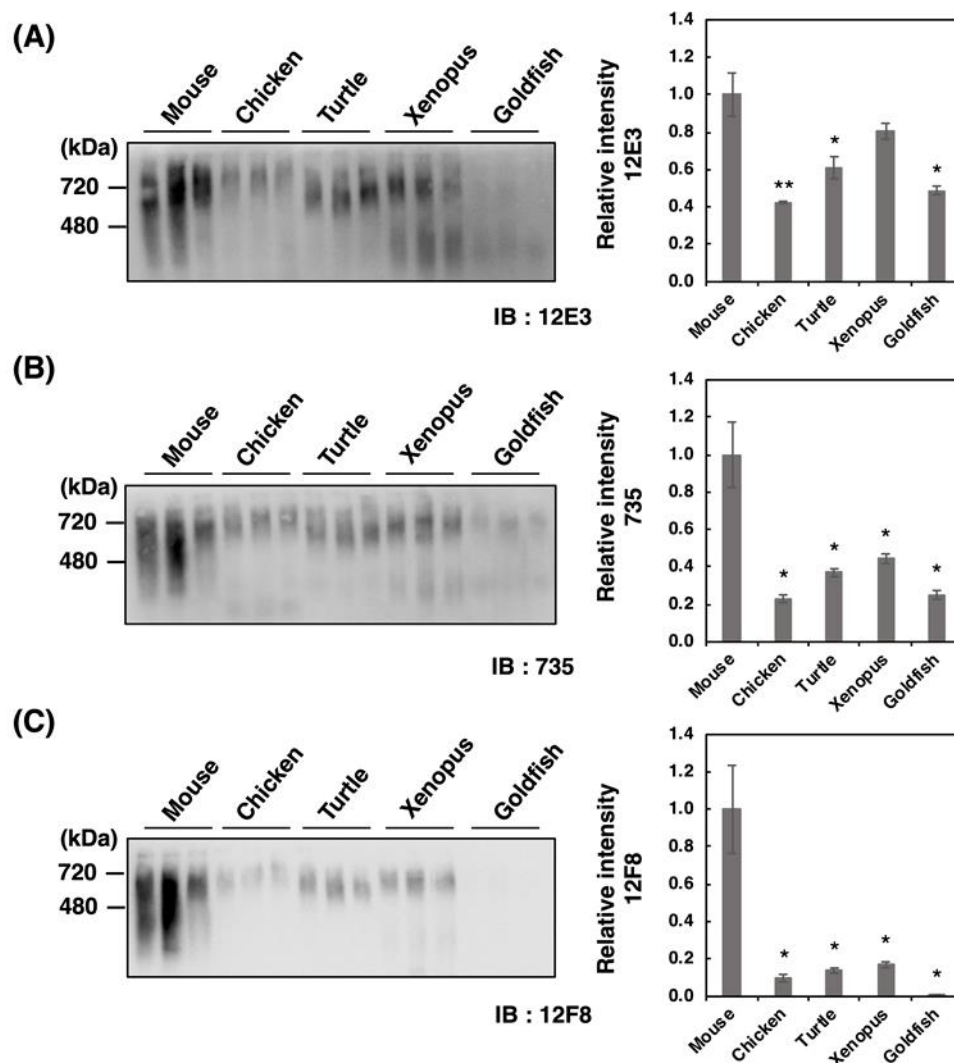 (A)
Mouse
Chicken
Turtle
Xenopus
Goldfish
(kDa)
720
480
IB : 12E3
Relative intensity
12E3
1.4
1.2
1.0
0.8
0.6
0.4
0.2
0.0
**
*
*
Mouse
Chicken
Turtle
Xenopus
Goldfish
(B)
Mouse
Chicken
Turtle
Xenopus
Goldfish
(kDa)
720
480
IB : 735
Relative intensity
735
1.4
1.2
1.0
0.8
0.6
0.4
0.2
0.0
*
*
*
*
Mouse
Chicken
Turtle
Xenopus
Goldfish
(C)
Mouse
Chicken
Turtle
Xenopus
Goldfish
(kDa)
720
480
IB : 12F8
Relative intensity
12F8
1.4
1.2
1.0
0.8
0.6
0.4
0.2
0.0
*
*
*
*
Mouse
Chicken
Turtle
Xenopus
Goldfish